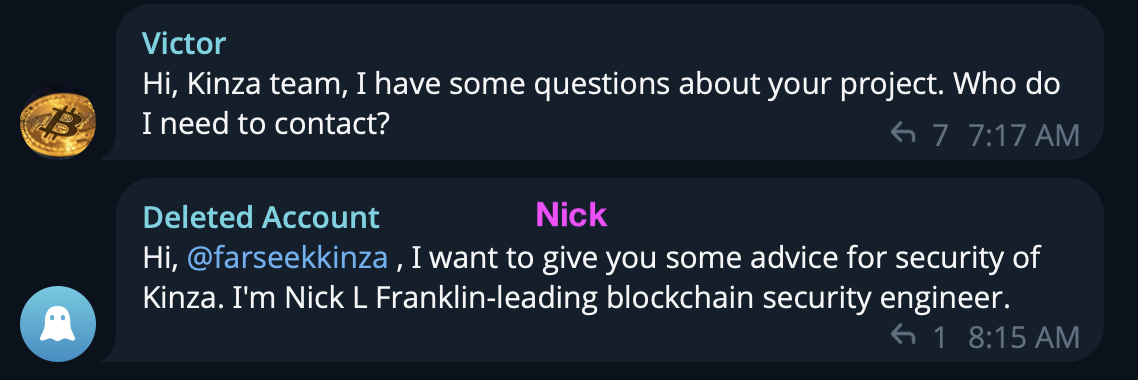 Victor
Hi, Kinza team, I have some questions about your project. Who do
I need to contact?
7 7:17 AM
Deleted Account
Nick
Hi, @farseekkinza , I want to give you some advice for security of
Kinza. I'm Nick L Franklin-leading blockchain security engineer.
1 8:15 AM